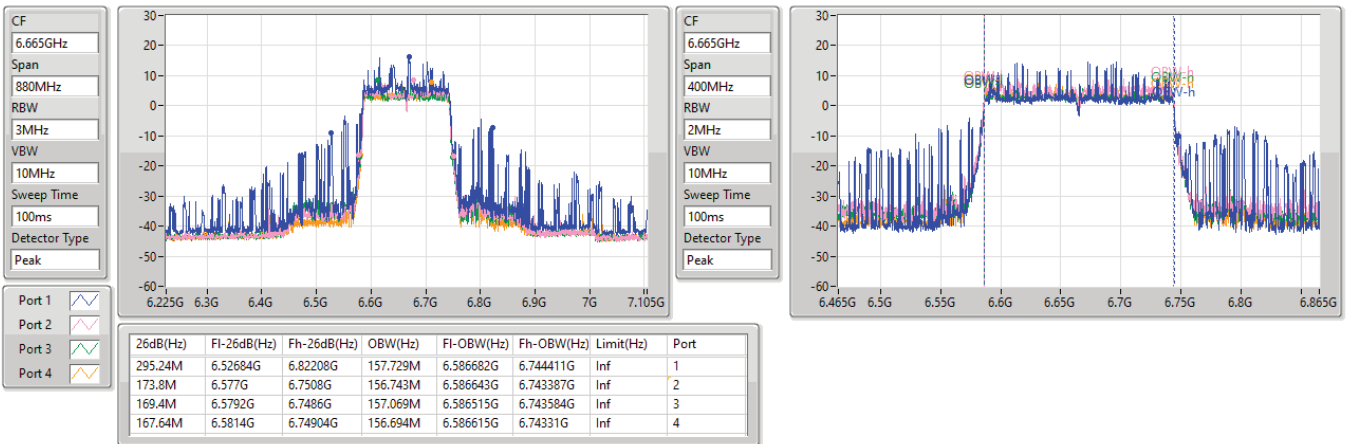 CF
6.665GHz
Span
880MHz
RBW
3MHz
VBW
10MHz
Sweep Time
100ms
Detector Type
Peak
30
20
10
0
-10
-20
-30
-40
-50
-60
6.225G 6.3G 6.4G 6.5G 6.6G 6.7G 6.8G 6.9G 7G 7.105G
CF
6.665GHz
Span
400MHz
RBW
2MHz
VBW
10MHz
Sweep Time
100ms
Detector Type
Peak
30
20
10
0
-10
-20
-30
-40
-50
-60
OBW-h
OBW-h
6.465G 6.5G 6.55G 6.6G 6.65G 6.7G 6.75G 6.8G 6.865G
Port 1
Port 2
Port 3
Port 4
26dB(Hz) Fl-26dB(Hz) Fh-26dB(Hz) OBW(Hz) Fl-OBW(Hz) Fh-OBW(Hz) Limit(Hz) Port
295.24M 6.52684G 6.82208G 157.729M 6.586682G 6.744411G Inf 1
173.8M 6.577G 6.7508G 156.743M 6.586643G 6.743387G Inf 2
169.4M 6.5792G 6.7486G 157.069M 6.586515G 6.743584G Inf 3
167.64M 6.5814G 6.74904G 156.694M 6.586615G 6.74331G Inf 4